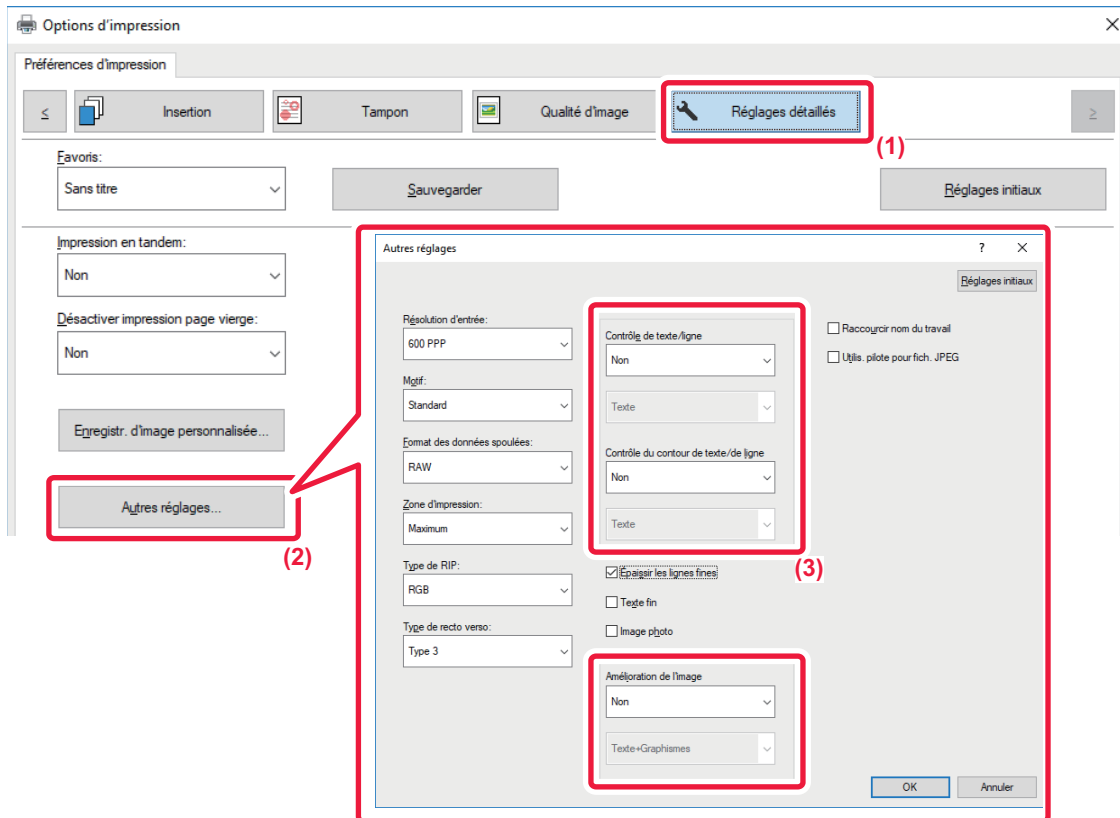 Options d'impression
Préférences d'impression
≤
Insertion
Tampon
Qualité d'image
Réglages détaillés
≥
(1)
Favoris:
Sans titre
Sauvegarder
Réglages initiaux
Impression en tandem:
Non
Désactiver impression page vierge:
Non
Enregistr. d'image personnalisée...
Autres réglages...
(2)
Autres réglages
?
Réglages initiaux
Résolution d'entrée:
600 PPP
Motif:
Standard
Format des données spoulées:
RAW
Zone d'impression:
Maximum
Type de RIP:
RGB
Type de recto verso:
Type 3
Contrôle de texte/ligne
Non
Texte
Contrôle du contour de texte/de ligne
Non
Texte
(3)
Épaissir les lignes fines
Texte fin
Image photo
Amélioration de l'image
Non
Texte+Graphismes
Raccourcir nom du travail
Utilis. pilote pour fich. JPEG
OK
Annuler